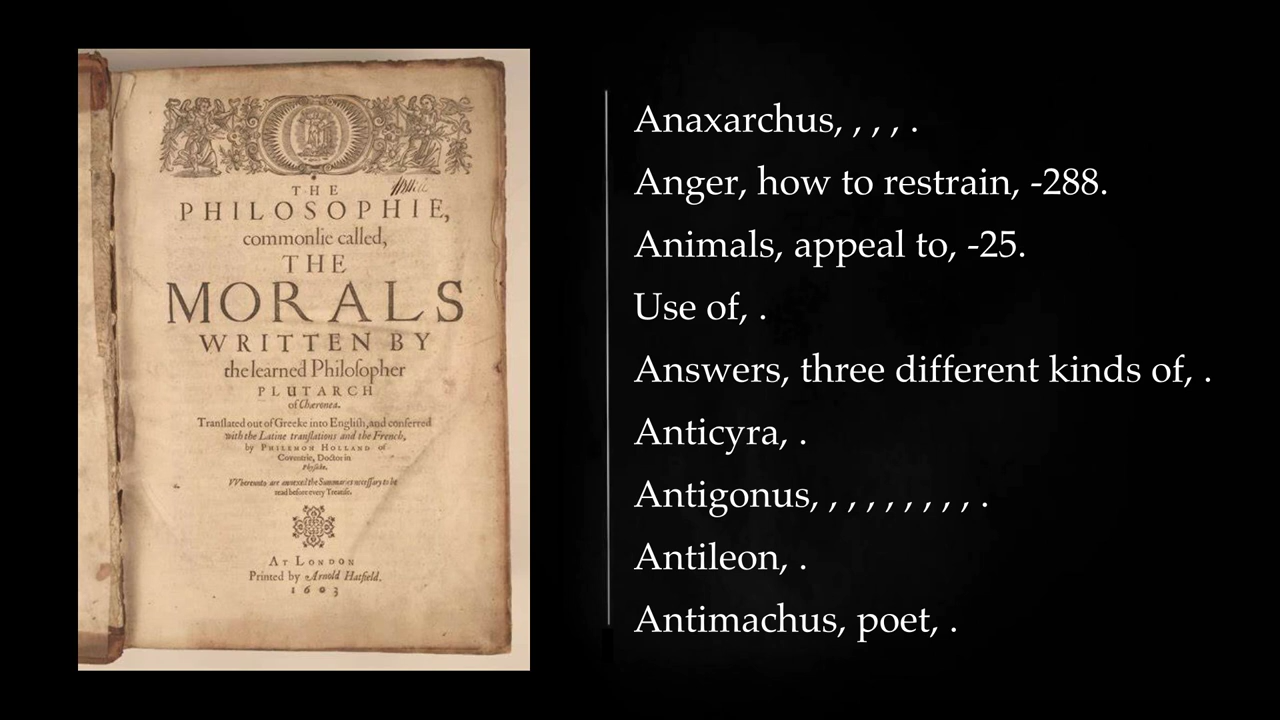 THE
PHILOSOPHIE,
commonlie called,
THE
MORALS
WRITTEN BY
the learned Philosopher
PLUTARCH
of Chæronea.
Translated out of Greeke into English, and conferred
with the Latine translations and the French,
by PHILEMON HOLLAND of
Coventrie, Doctor in
Physicke.
VVhereunto are annexed the Summaries necessary to be
read before every Treatise.
AT LONDON
Printed by Arnold Hatfield.
1603
Anaxarchus, , , , .
Anger, how to restrain, -288.
Animals, appeal to, -25.
Use of, .
Answers, three different kinds of, .
Anticyra, .
Antigonus, , , , , , , , , .
Antileon, .
Antimachus, poet, .